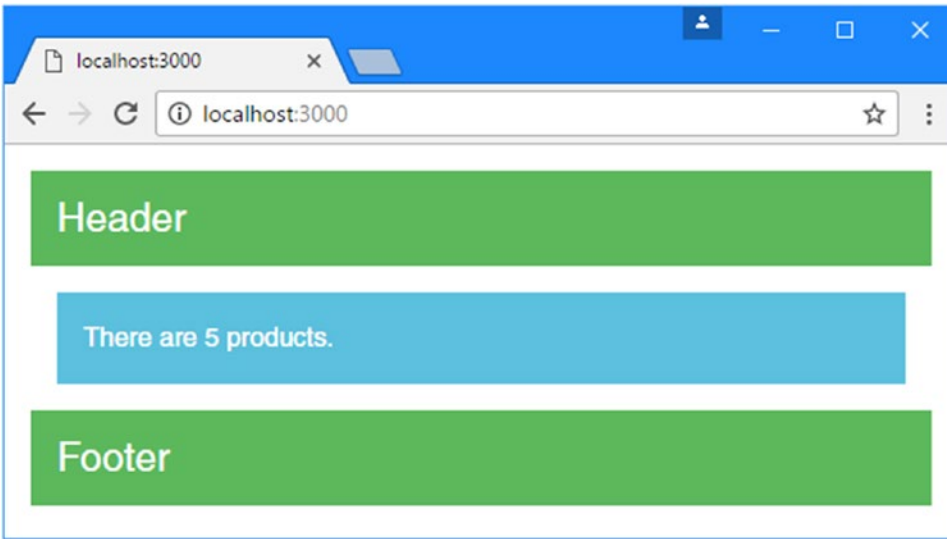 localhost:3000
localhost:3000
Header
There are 5 products.
Footer